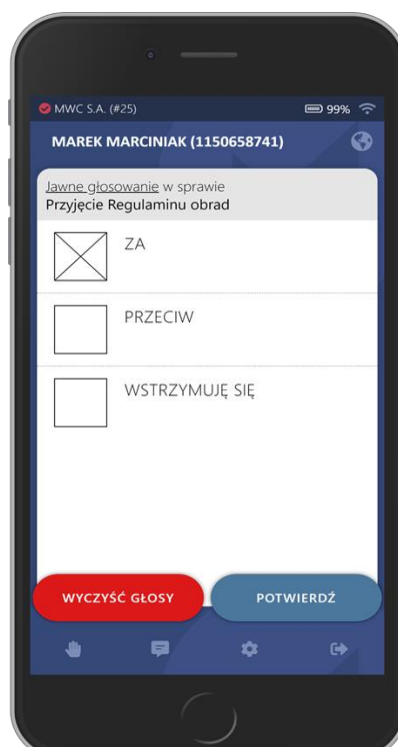 MWC S.A. (#25) 99%
MAREK MARCINIAK (1150658741)
Jawne głosowanie w sprawie
Przyjęcie Regulaminu obrad
ZA
PRZECIW
WSTRZYMUJĘ SIĘ
WYCZYŚĆ GŁOSY POTWIERDŹ